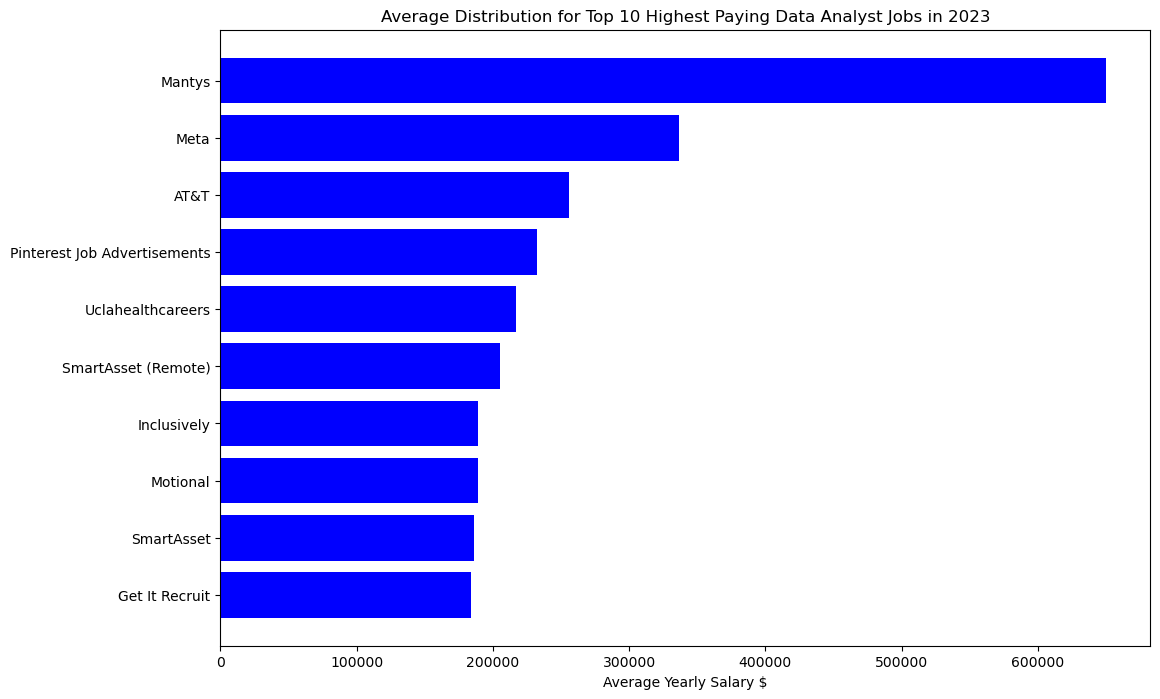 Average Distribution for Top 10 Highest Paying Data Analyst Jobs in 2023
Mantys
Meta
AT&T
Pinterest Job Advertisements
Uclahealthcareers
SmartAsset (Remote)
Inclusively
Motional
SmartAsset
Get It Recruit
0 100000 200000 300000 400000 500000 600000
Average Yearly Salary $